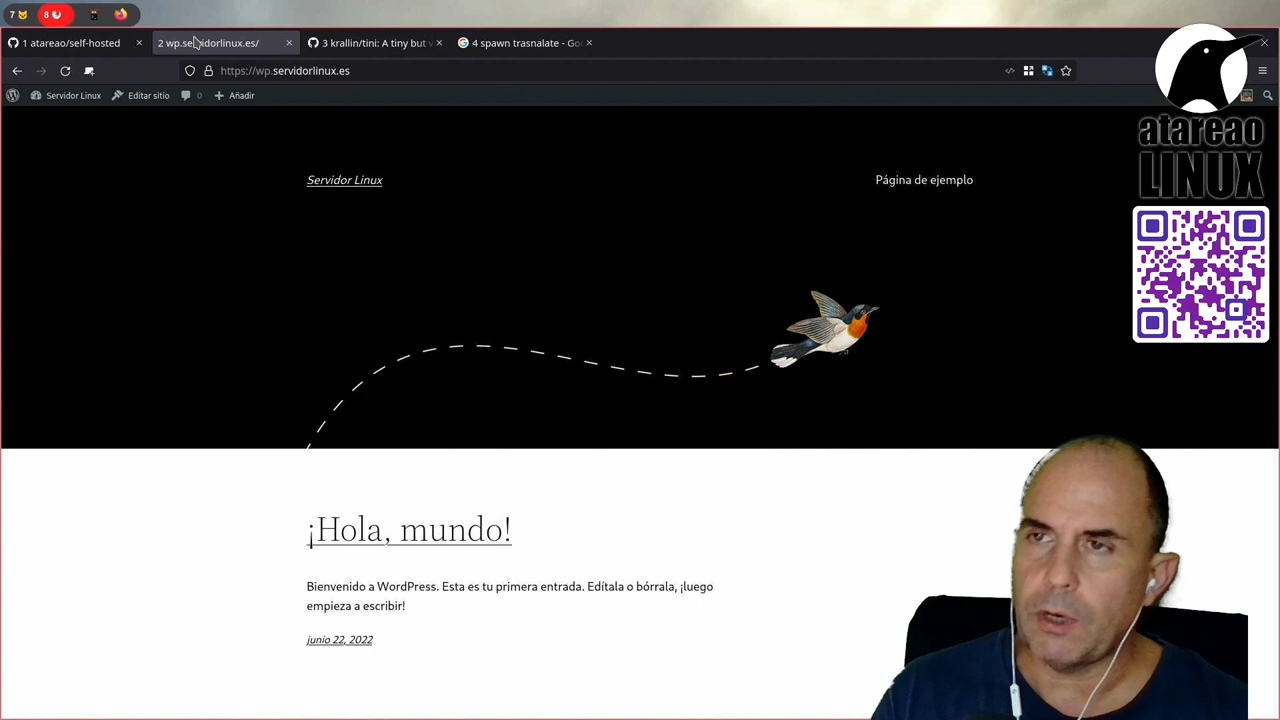 7
8
1 atareao/self-hosted
2 wp.servidorlinux.es/
3 krallin/tini: A tiny but v
4 spawn trasnalate - Goo
https://wp.servidorlinux.es
Servidor Linux
Editar sitio
0
Añadir
atareao
LINUX
Servidor Linux
Página de ejemplo
¡Hola, mundo!
Bienvenido a WordPress. Esta es tu primera entrada. Edítala o bórrala, ¡luego
empieza a escribir!
junio 22, 2022